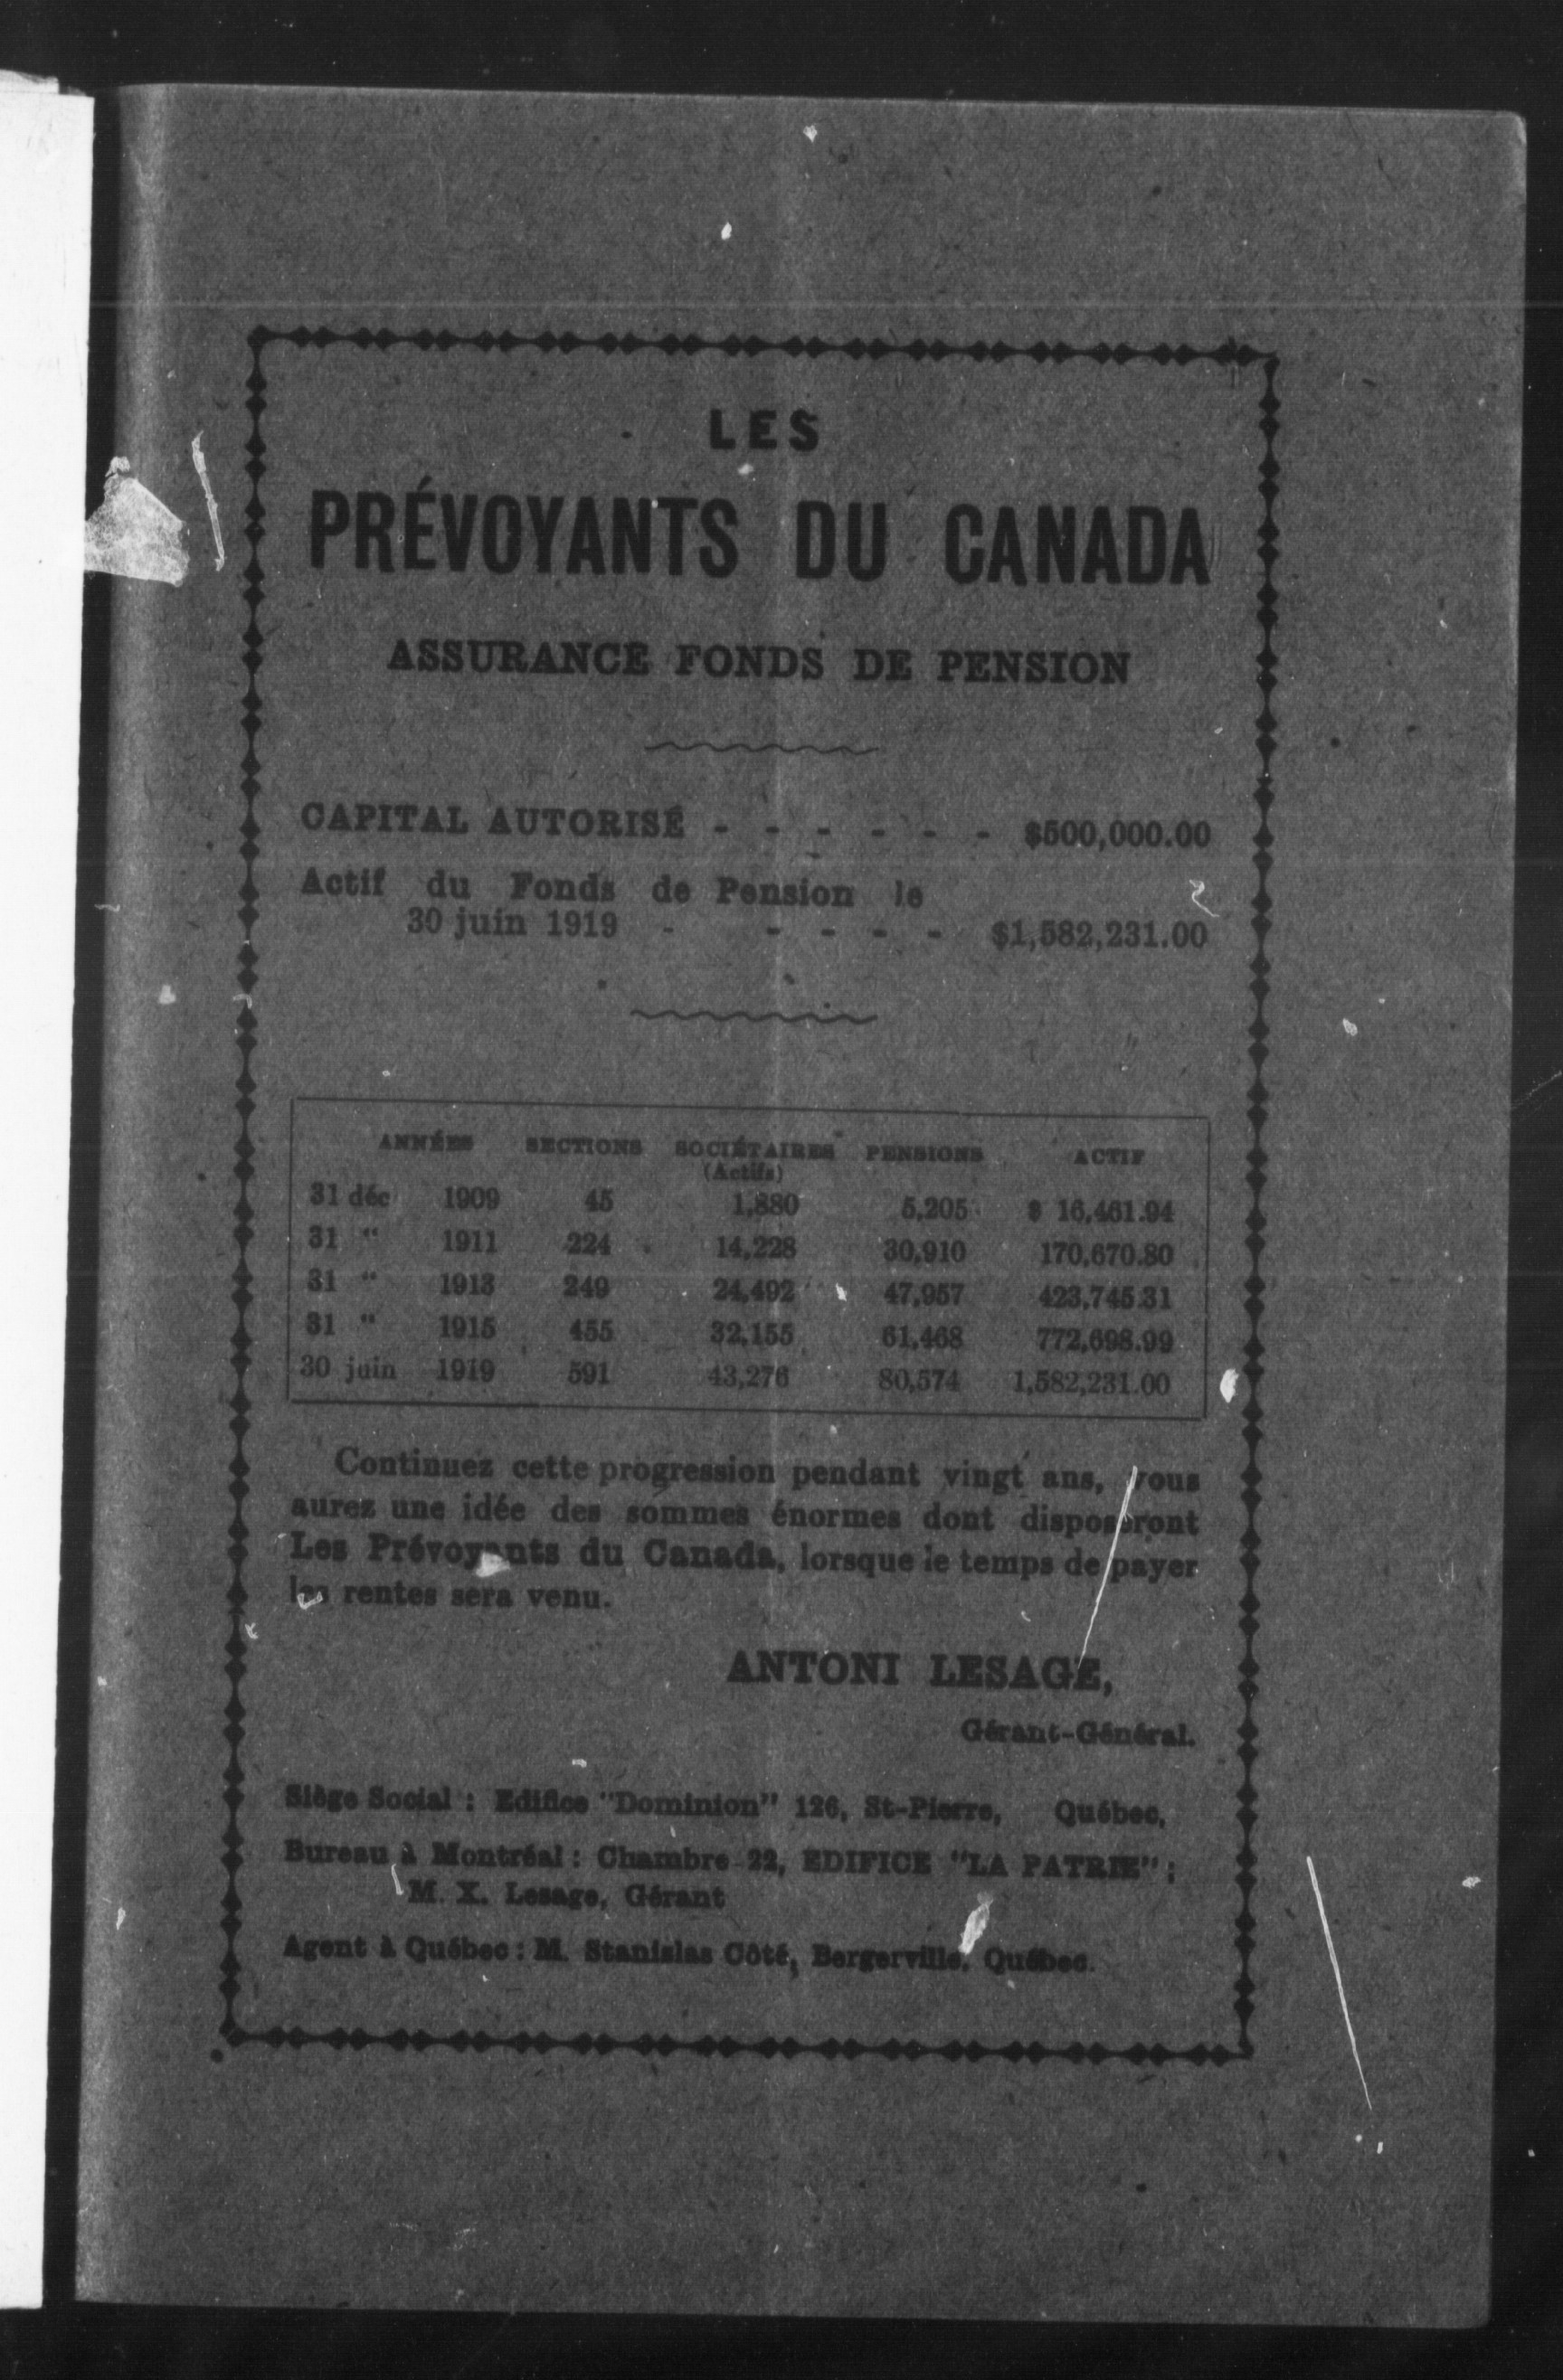 LES
PRÉVOYANTS DU CANADA
ASSURANCE FONDS DE PENSION
CAPITAL AUTORISÉ - - - - - - $500,000.00
Actif du Fonds de Pension le
30 juin 1919 - - - - - $1,582,231.00
ANNÉES SECTIONS SOCIÉTAIRES PENSIONS ACTIF
(Actifs)
31 déc 1909 45 1,880 5,205 $ 16,461.94
31 " 1911 224 14,228 30,910 170,670.80
31 " 1913 249 24,492 47,957 423,745.31
31 " 1915 455 32,155 61,468 772,698.99
30 juin 1919 591 43,276 80,574 1,582,231.00
Continuez cette progression pendant vingt ans, vous
aurez une idée des sommes énormes dont disposeront
Les Prévoyants du Canada, lorsque le temps de payer
les rentes sera venu.
ANTONI LESAGE,
Gérant-Général.
Siège Social : Edifice "Dominion" 126, St-Pierre, Québec,
Bureau à Montréal : Chambre 22, EDIFICE "LA PATRIE" ;
M. X. Lesage, Gérant
Agent à Québec : M. Stanislas Côté, Bergerville, Québec.